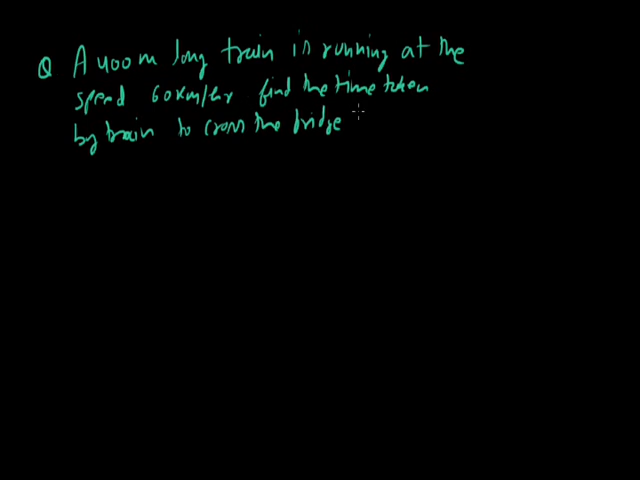 Q A 400m long train is running at the
speed 60km/hr find the time taken
by train to cross the bridge